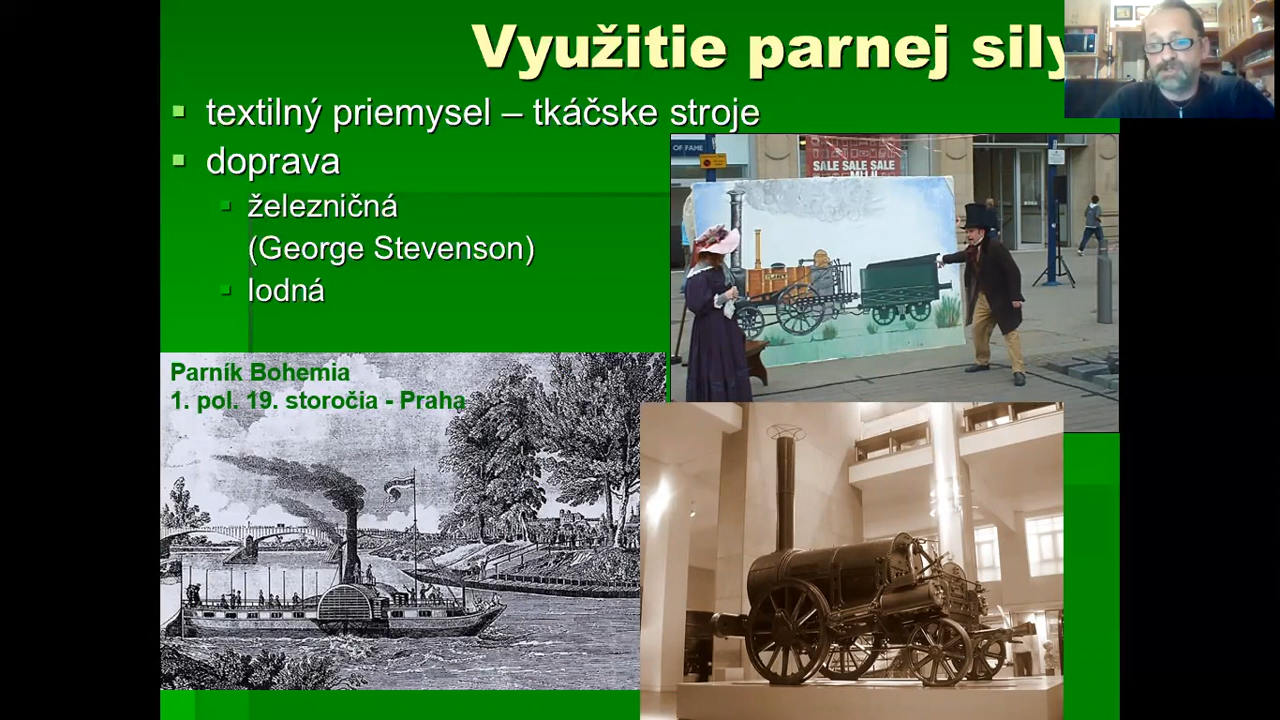 Využitie parnej sily
textilný priemysel – tkáčske stroje
doprava
železničná
(George Stevenson)
lodná
OF FAME
SALE SALE SALE
Parník Bohemia
1. pol. 19. storočia - Praha